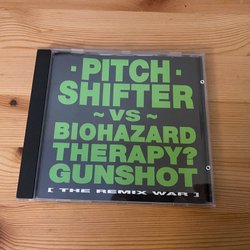 · PITCH ·
SHIFTER
~ VS ~
BIOHAZARD
THERAPY?
GUNSHOT
[ THE REMIX WAR ]